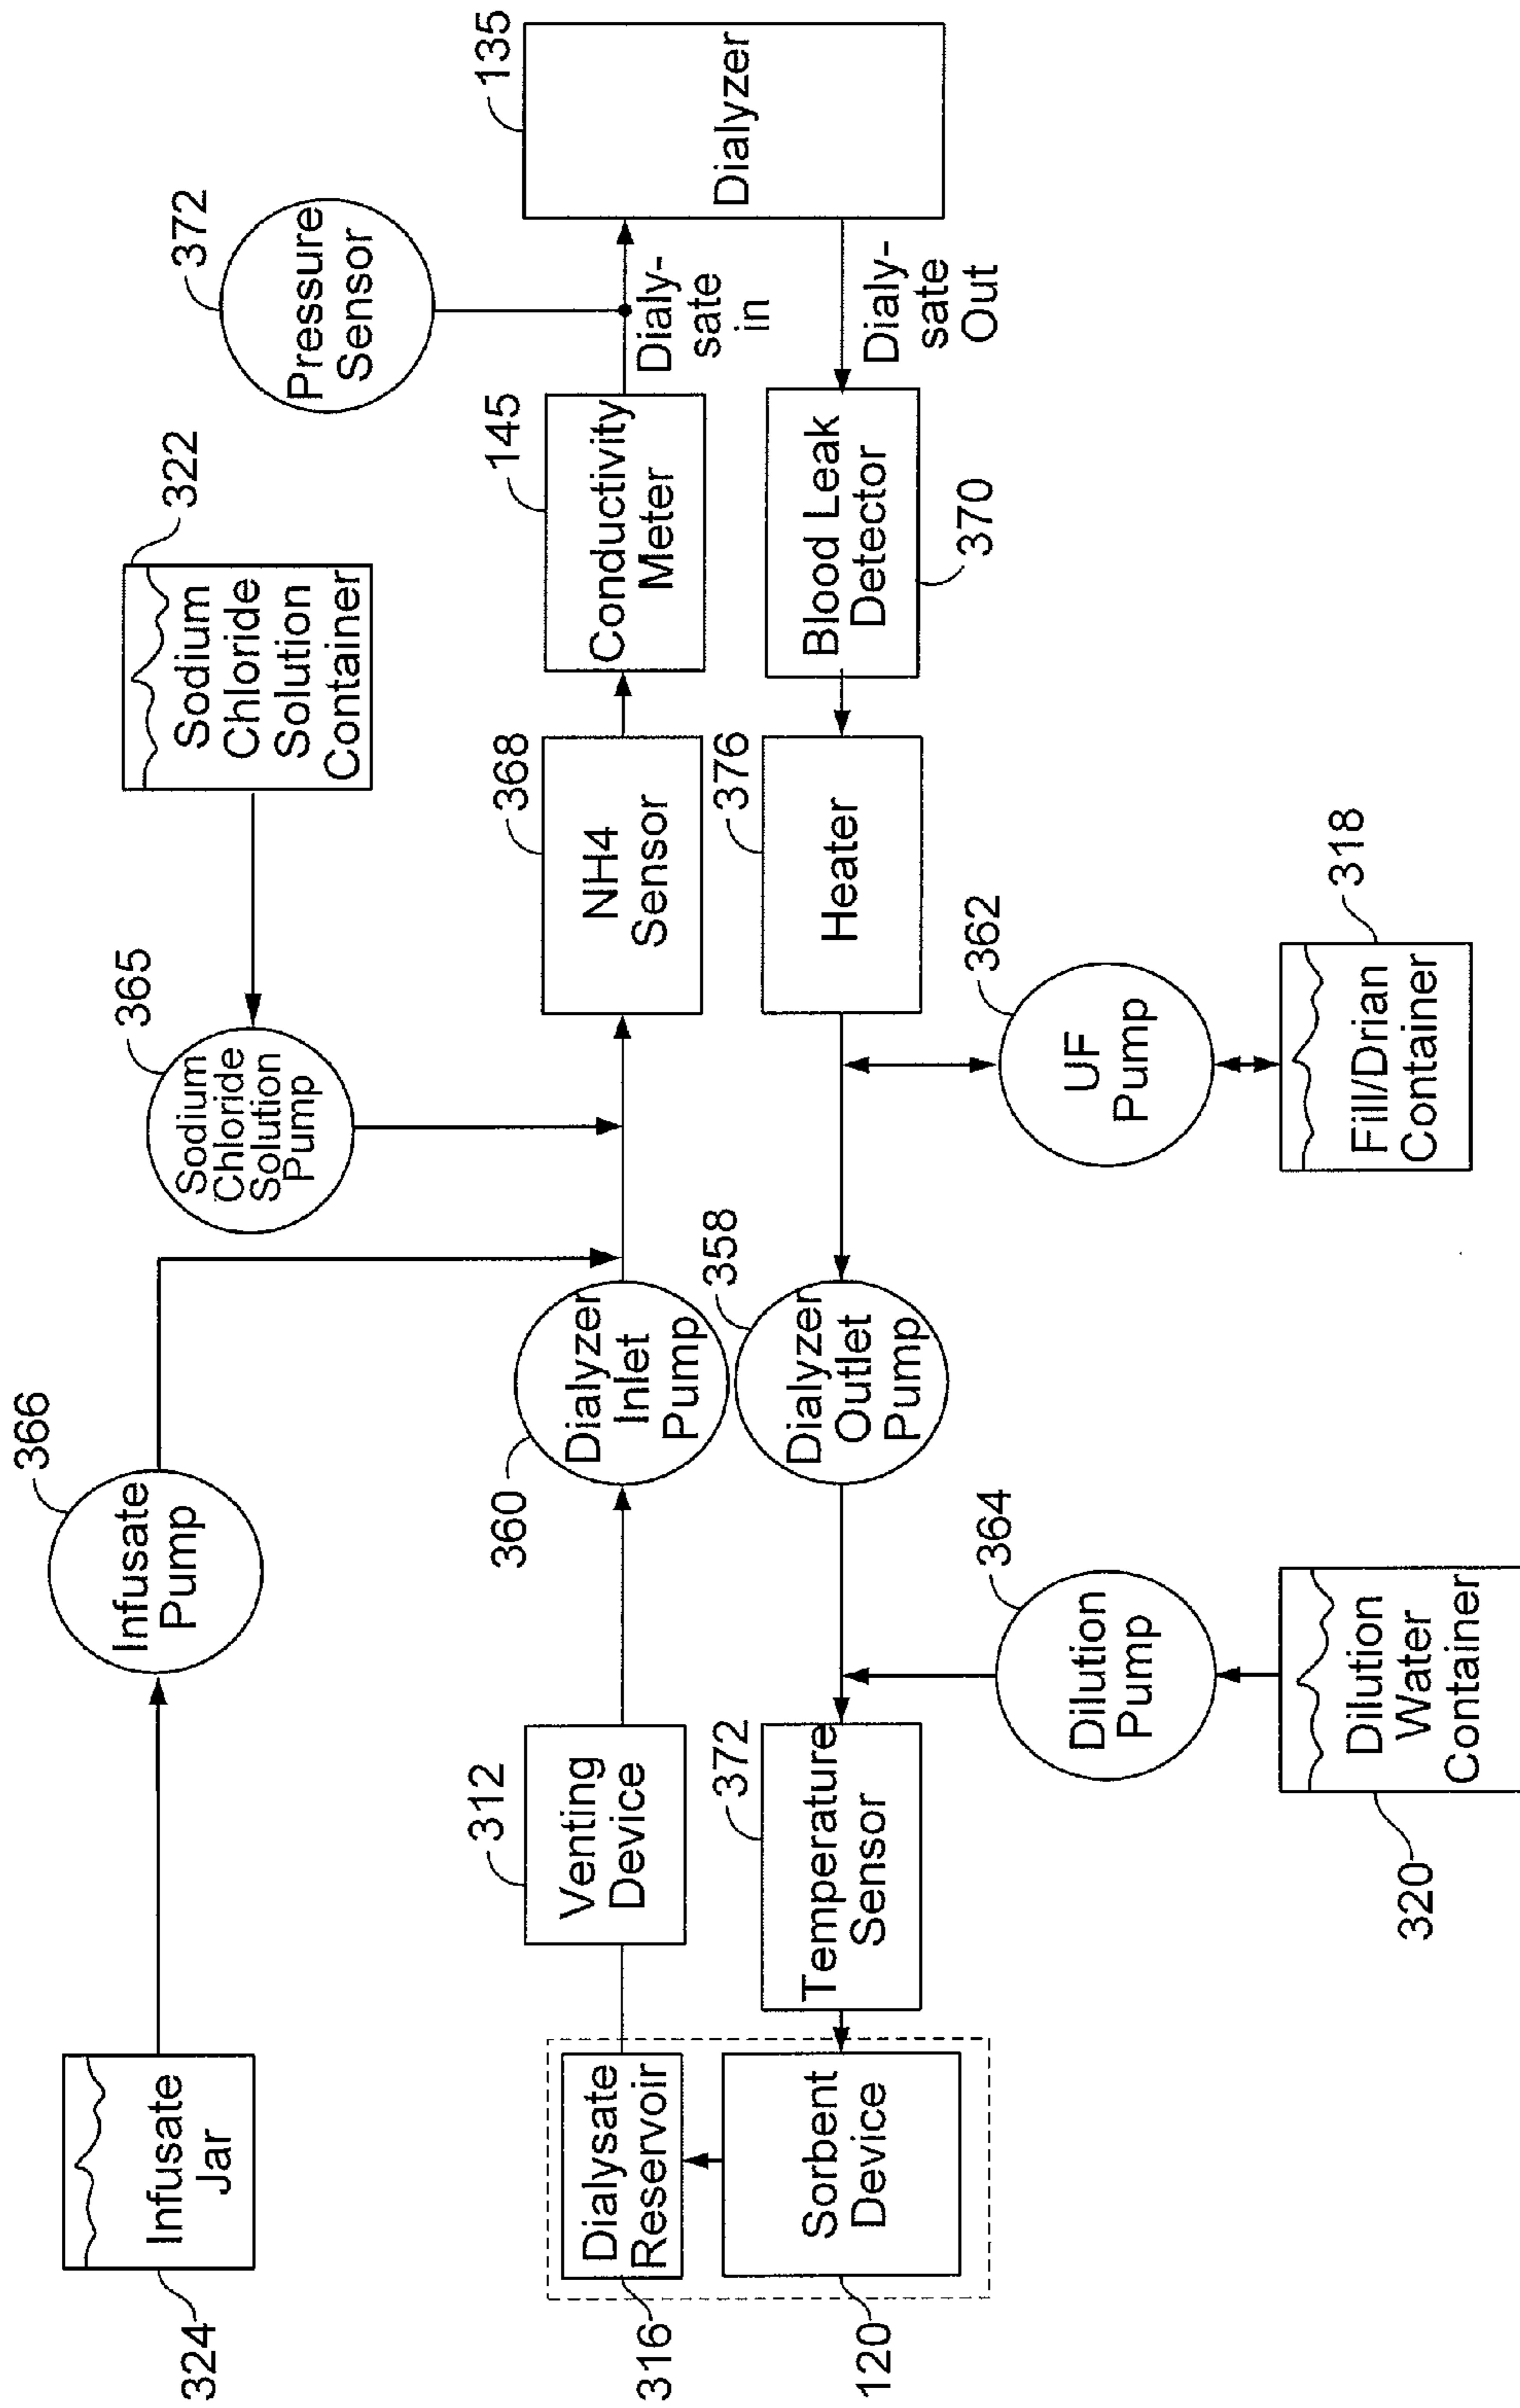 324
Infusate
Jar
366
Infusate
Pump
365
Sodium
Chloride
Solution
Pump
322
Sodium
Chloride
Solution
Container
372
Pressure
Sensor
316
Dialysate
Reservoir
312
Venting
Device
360
Dialyzer
Inlet
Pump
368
NH4
Sensor
145
Conductivity
Meter
Dialy-
sate
in
135
Dialyzer
120
Sorbent
Device
372
Temperature
Sensor
358
Dialyzer
Outlet
Pump
376
Heater
Blood Leak
Detector
370
Dialy-
sate
Out
364
Dilution
Pump
320
Dilution
Water
Container
362
UF
Pump
318
Fill/Drian
Container